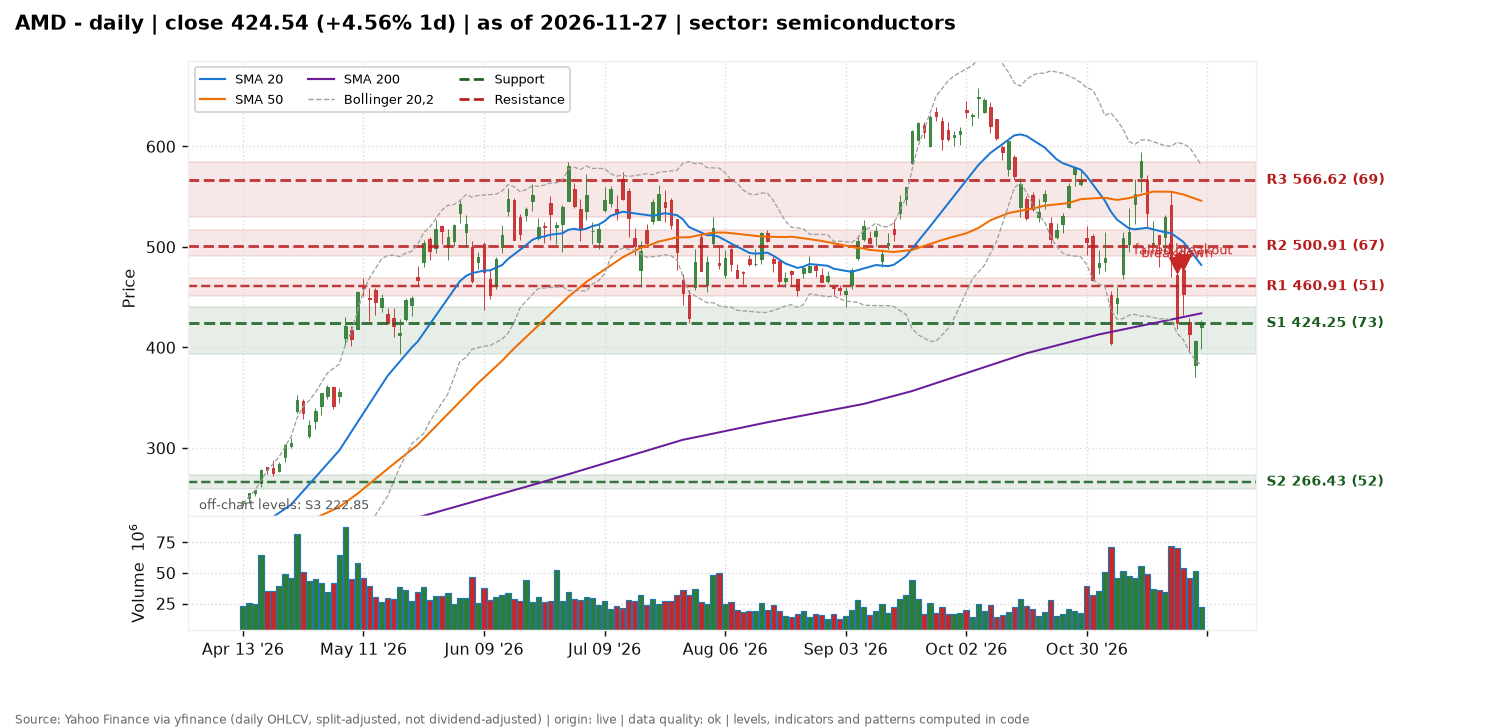 AMD - daily | close 424.54 (+4.56% 1d) | as of 2026-11-27 | sector: semiconductors
SMA 20
SMA 50
SMA 200
Bollinger 20,2
Support
Resistance
Price
600
500
400
300
R3 566.62 (69)
R2 500.91 (67)
R1 460.91 (51)
S1 424.25 (73)
S2 266.43 (52)
off-chart levels: S3 222.85
Volume 10⁶
75
50
25
Apr 13 '26
May 11 '26
Jun 09 '26
Jul 09 '26
Aug 06 '26
Sep 03 '26
Oct 02 '26
Oct 30 '26
Source: Yahoo Finance via yfinance (daily OHLCV, split-adjusted, not dividend-adjusted) | origin: live | data quality: ok | levels, indicators and patterns computed in code